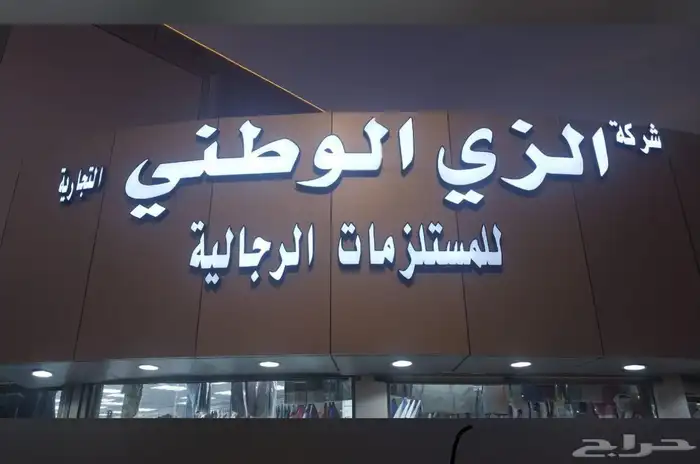 شركة الزي الوطني التجارية
للمستلزمات الرجالية
حراج